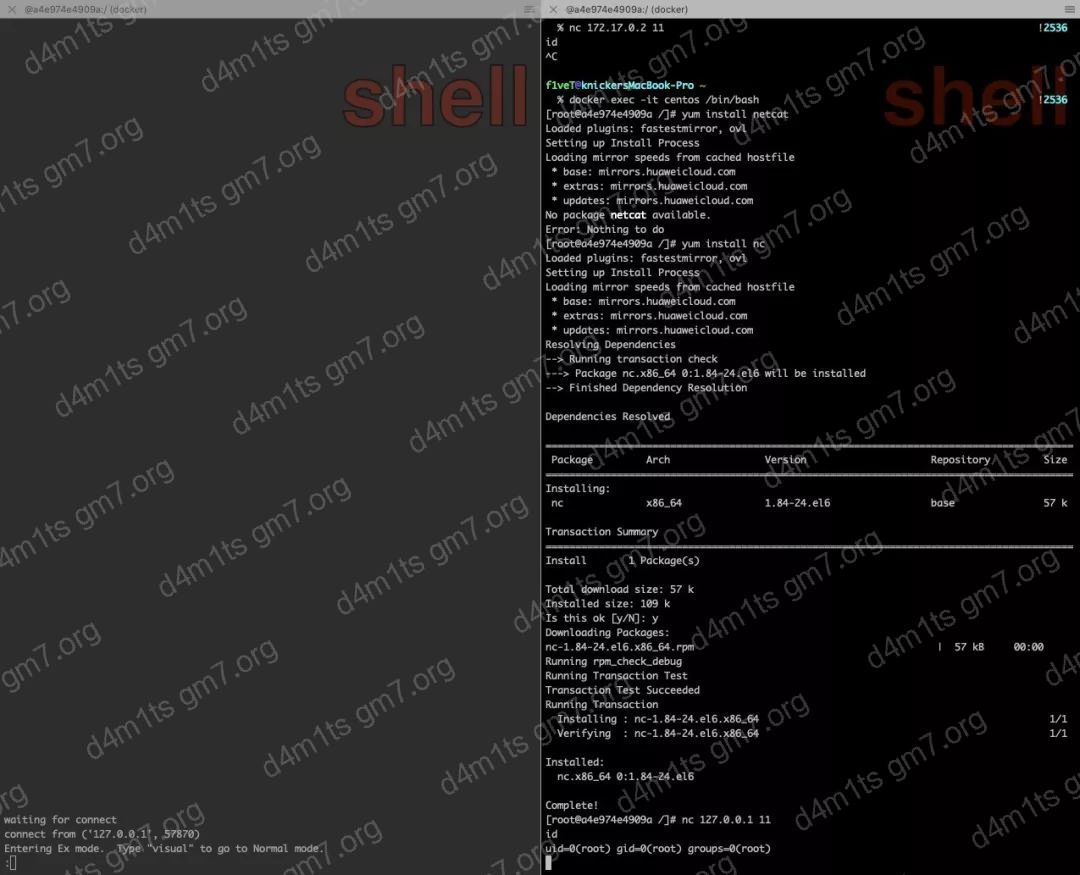 @a4e974e4909a:/ (docker)
shell
waiting for connect
connect from ('127.0.0.1', 57870)
Entering Ex mode.  Type "visual" to go to Normal mode.
:
@a4e974e4909a:/ (docker)
% nc 172.17.0.2 11 !2536
id
^C
shell
f1veT@knickersMacBook-Pro ~
% docker exec -it centos /bin/bash !2536
[root@a4e974e4909a /]# yum install netcat
Loaded plugins: fastestmirror, ovl
Setting up Install Process
Loading mirror speeds from cached hostfile
* base: mirrors.huaweicloud.com
* extras: mirrors.huaweicloud.com
* updates: mirrors.huaweicloud.com
No package netcat available.
Error: Nothing to do
[root@a4e974e4909a /]# yum install nc
Loaded plugins: fastestmirror, ovl
Setting up Install Process
Loading mirror speeds from cached hostfile
* base: mirrors.huaweicloud.com
* extras: mirrors.huaweicloud.com
* updates: mirrors.huaweicloud.com
Resolving Dependencies
--> Running transaction check
---> Package nc.x86_64 0:1.84-24.el6 will be installed
--> Finished Dependency Resolution
Dependencies Resolved
Package Arch Version Repository Size
Installing:
nc x86_64 1.84-24.el6 base 57 k
Transaction Summary
Install 1 Package(s)
Total download size: 57 k
Installed size: 109 k
Is this ok [y/N]: y
Downloading Packages:
nc-1.84-24.el6.x86_64.rpm | 57 kB 00:00
Running rpm_check_debug
Running Transaction Test
Transaction Test Succeeded
Running Transaction
Installing : nc-1.84-24.el6.x86_64 1/1
Verifying : nc-1.84-24.el6.x86_64 1/1
Installed:
nc.x86_64 0:1.84-24.el6
Complete!
[root@a4e974e4909a /]# nc 127.0.0.1 11
id
uid=0(root) gid=0(root) groups=0(root)
d4m1ts gm7.org